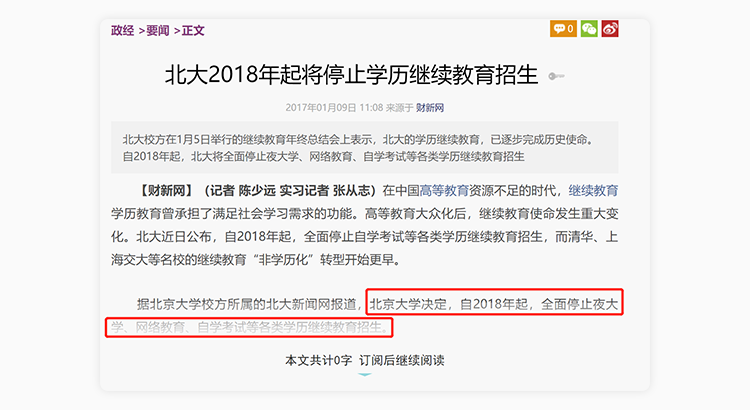 政经 >要闻 >正文
0
北大2018年起将停止学历继续教育招生
2017年01月09日 11:08 来源于 财新网
北大校方在1月5日举行的继续教育年终总结会上表示，北大的学历继续教育，已逐步完成历史使命。
自2018年起，北大将全面停止夜大学、网络教育、自学考试等各类学历继续教育招生
【财新网】（记者 陈少远 实习记者 张从志）在中国高等教育资源不足的时代，继续教育
学历教育曾承担了满足社会学习需求的功能。高等教育大众化后，继续教育使命发生重大变
化。北大近日公布，自2018年起，全面停止自学考试等各类学历继续教育招生，而清华、上
海交大等名校的继续教育“非学历化”转型开始更早。
据北京大学校方所属的北大新闻网报道，北京大学决定，自2018年起，全面停止夜大
学、网络教育、自学考试等各类学历继续教育招生。
本文共计0字 订阅后继续阅读